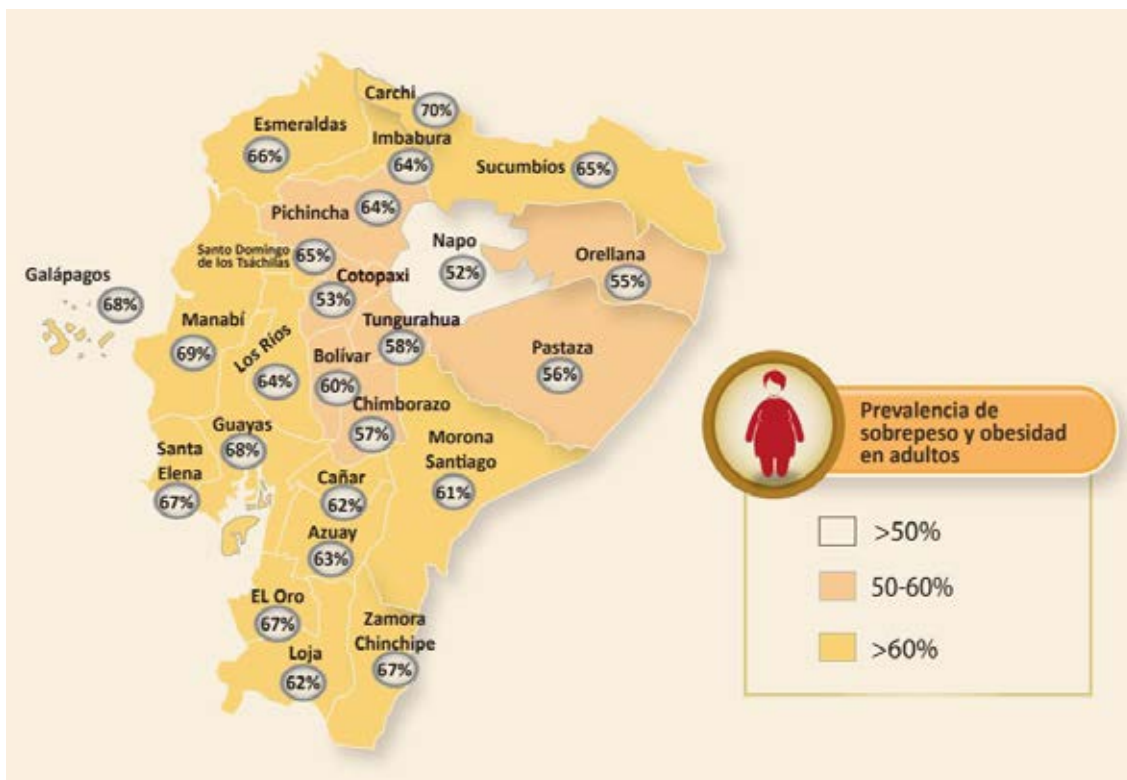 Carchi
70%
Esmeraldas
66%
Imbabura
64%
Sucumbíos
65%
Pichincha
64%
Santo Domingo
de los Tsáchilas
65%
Napo
52%
Orellana
55%
Galápagos
68%
Cotopaxi
53%
Manabí
69%
Los Ríos
64%
Tungurahua
58%
Bolívar
60%
Pastaza
56%
Chimborazo
57%
Guayas
68%
Santa
Elena
67%
Morona
Santiago
61%
Cañar
62%
Azuay
63%
EL Oro
67%
Loja
62%
Zamora
Chinchipe
67%
Prevalencia de
sobrepeso y obesidad
en adultos
>50%
50-60%
>60%